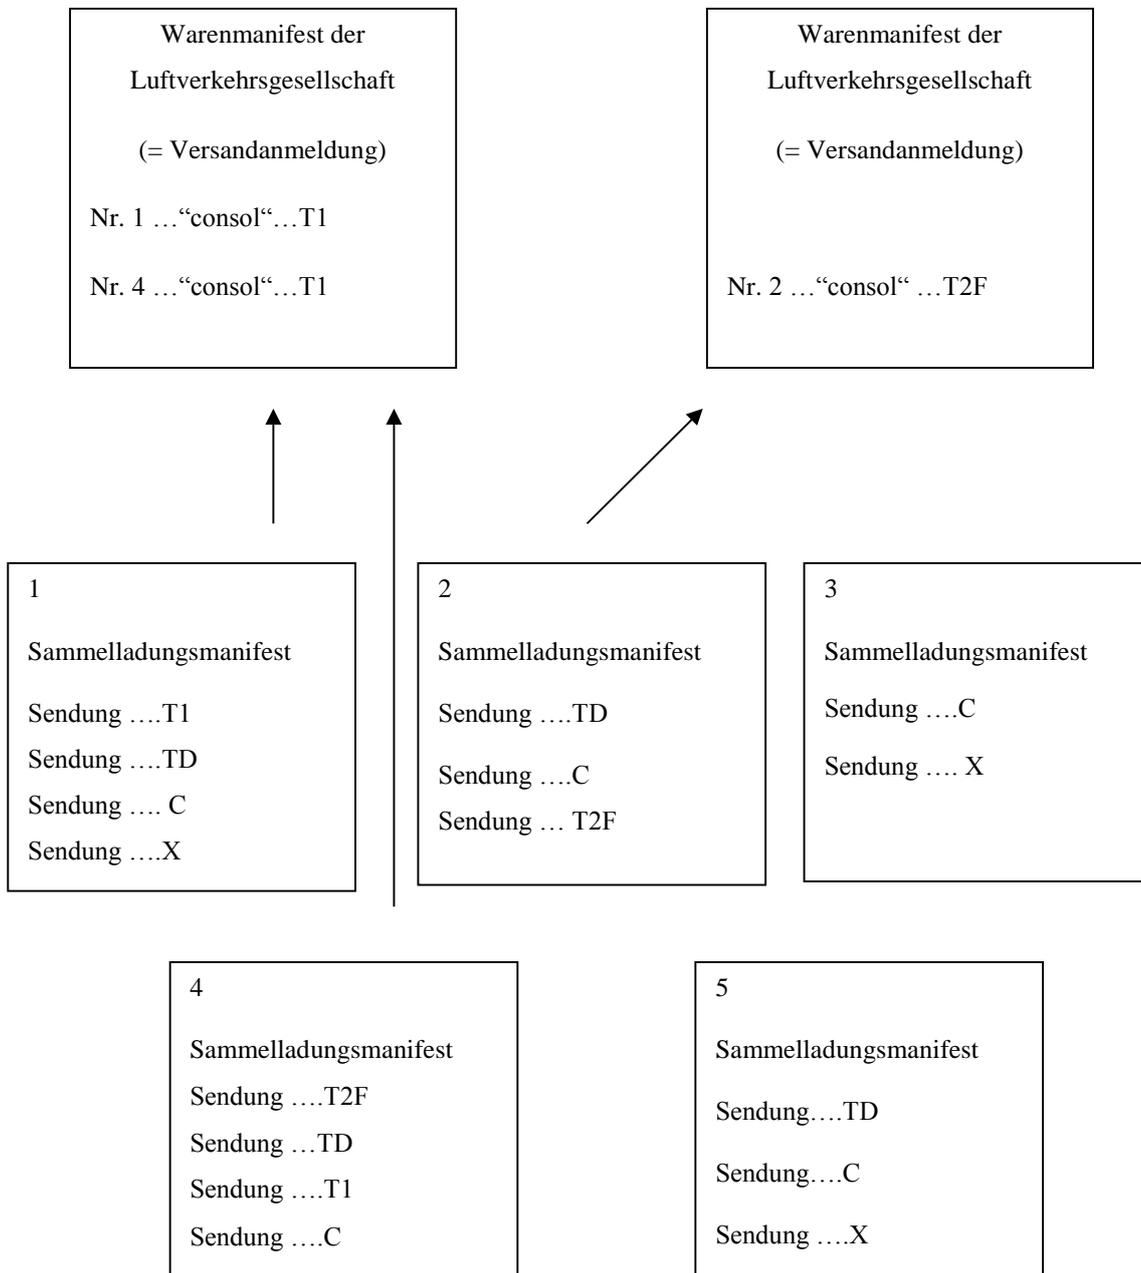 Warenmanifest der
Luftverkehrsgesellschaft
(= Versandanmeldung)
Nr. 1 …“consol“…T1
Nr. 4 …“consol“…T1
Warenmanifest der
Luftverkehrsgesellschaft
(= Versandanmeldung)
Nr. 2 …“consol“ …T2F
1
Sammelladungsmanifest
Sendung ….T1
Sendung ….TD
Sendung …. C
Sendung ….X
2
Sammelladungsmanifest
Sendung ….TD
Sendung ….C
Sendung … T2F
3
Sammelladungsmanifest
Sendung ….C
Sendung …. X
4
Sammelladungsmanifest
Sendung ….T2F
Sendung …TD
Sendung ….T1
Sendung ….C
5
Sammelladungsmanifest
Sendung….TD
Sendung….C
Sendung ….X